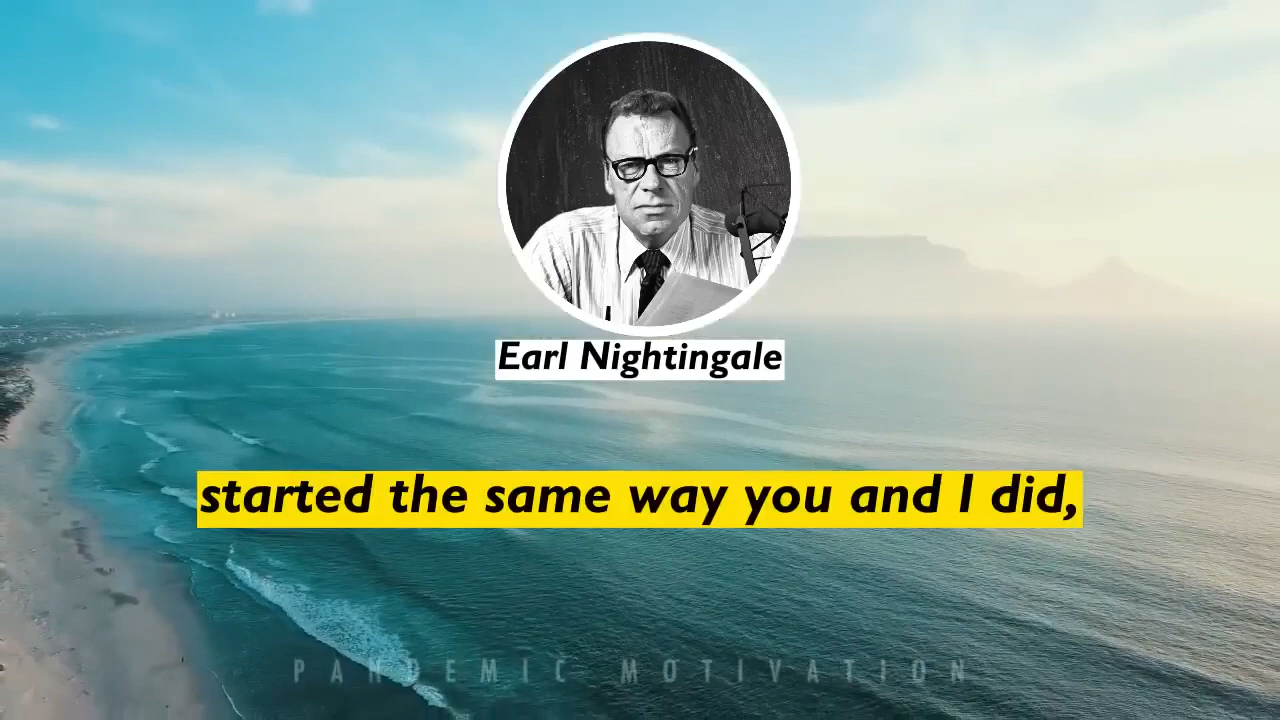 Earl Nightingale
started the same way you and I did,
PANDEMIC MOTIVATION